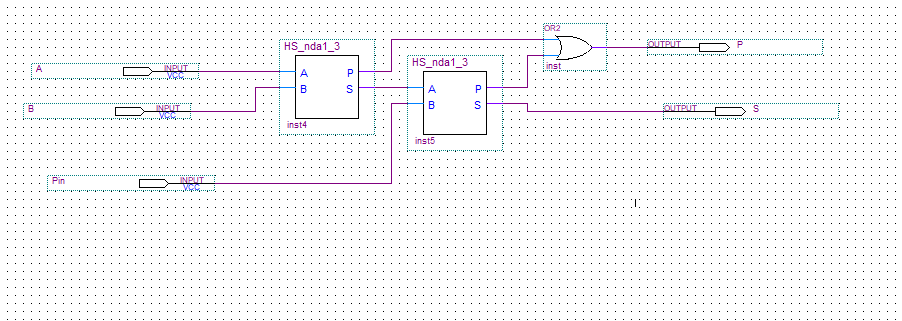 OR2
HS_nda1_3
OUTPUT P
HS_nda1_3
inst
A INPUT
VCC
A P
B S
A P
B S
B INPUT
VCC
OUTPUT S
inst4
inst5
Pin INPUT
VCC